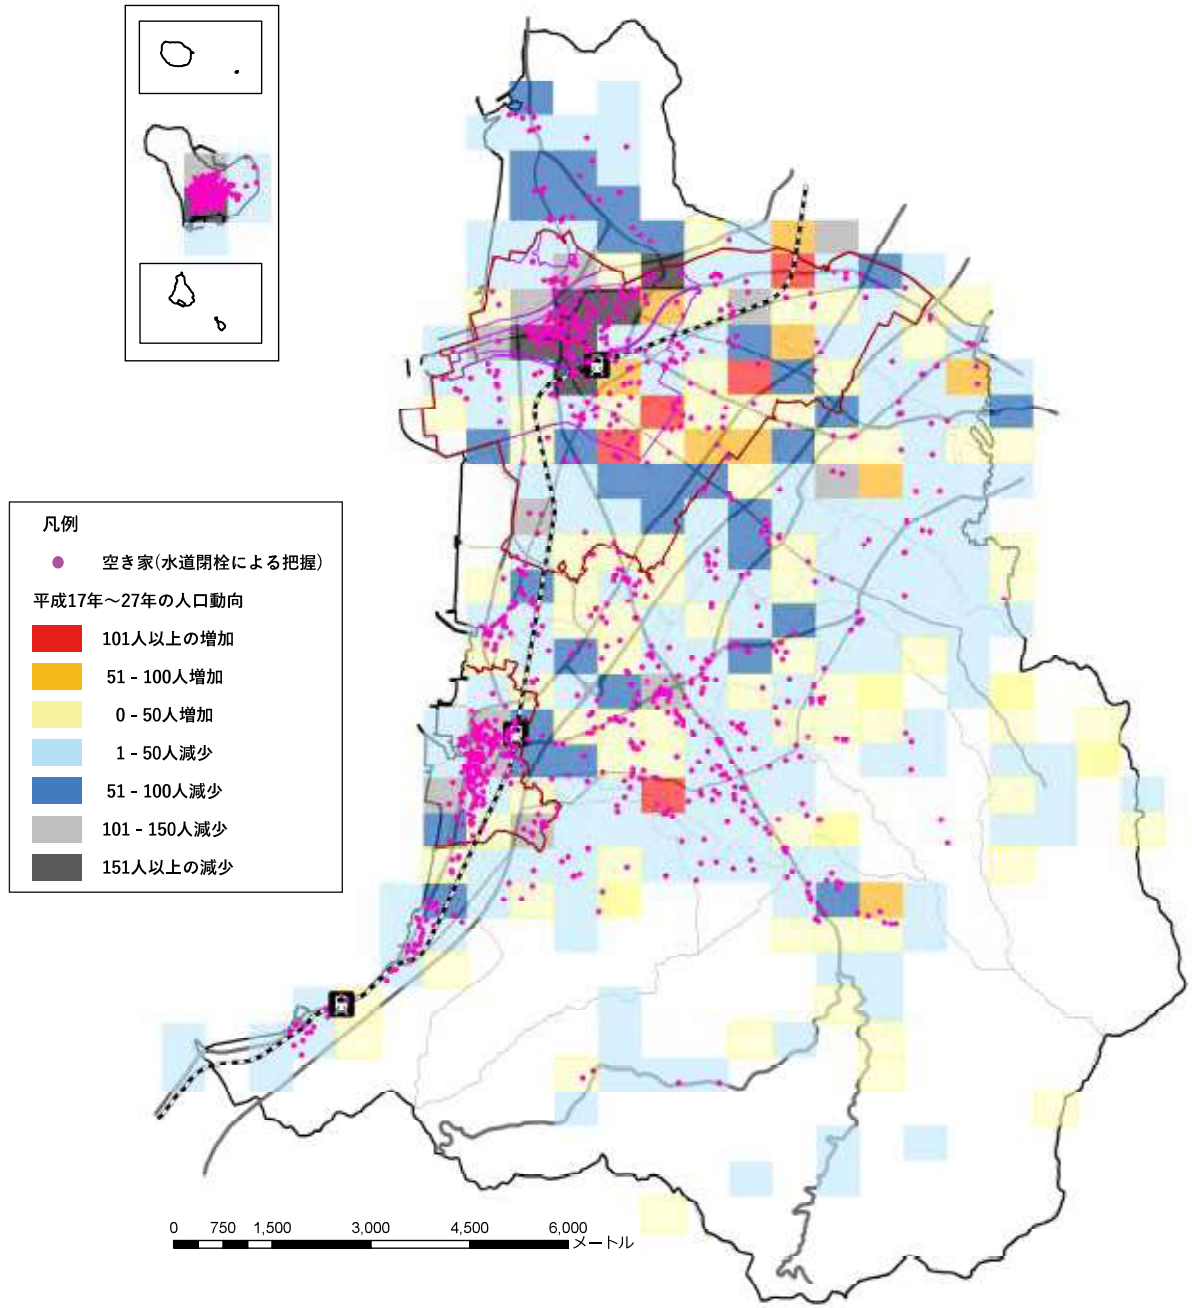 凡例
空き家(水道閉栓による把握)
平成17年～27年の人口動向
101人以上の増加
51 - 100人増加
0 - 50人増加
1 - 50人減少
51 - 100人減少
101 - 150人減少
151人以上の減少
0 750 1,500 3,000 4,500 6,000
メートル